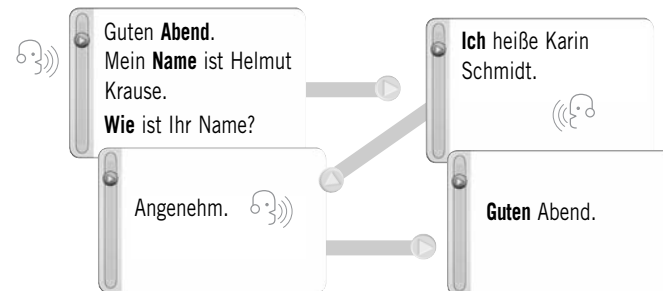 Guten Abend.
Mein Name ist Helmut
Krause.
Wie ist Ihr Name?
Ich heiße Karin
Schmidt.
Angenehm.
Guten Abend.